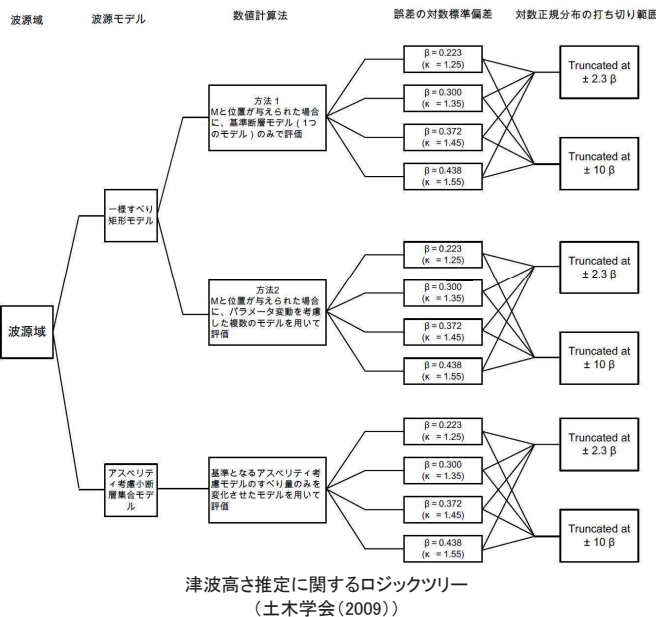 波源域
波源モデル
数値計算法
誤差の対数標準偏差
対数正規分布の打ち切り範囲
波源域
一様すべり
矩形モデル
アスペリテ
ィ考慮小断
層集合モデ
ル
方法1
Mと位置が与えられた場合
に、基準断層モデル(1つ
のモデル)のみで評価
β=0.223
(κ = 1.25)
β=0.300
(κ = 1.35)
β=0.372
(κ = 1.45)
β=0.438
(κ = 1.55)
Truncated at
± 2.3 β
Truncated at
± 10 β
方法2
Mと位置が与えられた場合
に、パラメータ変動を考慮
した複数のモデルを用いて
評価
β=0.223
(κ = 1.25)
β=0.300
(κ = 1.35)
β=0.372
(κ = 1.45)
β=0.438
(κ = 1.55)
Truncated at
± 2.3 β
Truncated at
± 10 β
基準となるアスペリティ考
慮モデルのすべり量のみを
変化させたモデルを用いて
評価
β=0.223
(κ = 1.25)
β=0.300
(κ = 1.35)
β=0.372
(κ = 1.45)
β=0.438
(κ = 1.55)
Truncated at
± 2.3 β
Truncated at
± 10 β
津波高さ推定に関するロジックツリー
(土木学会(2009))